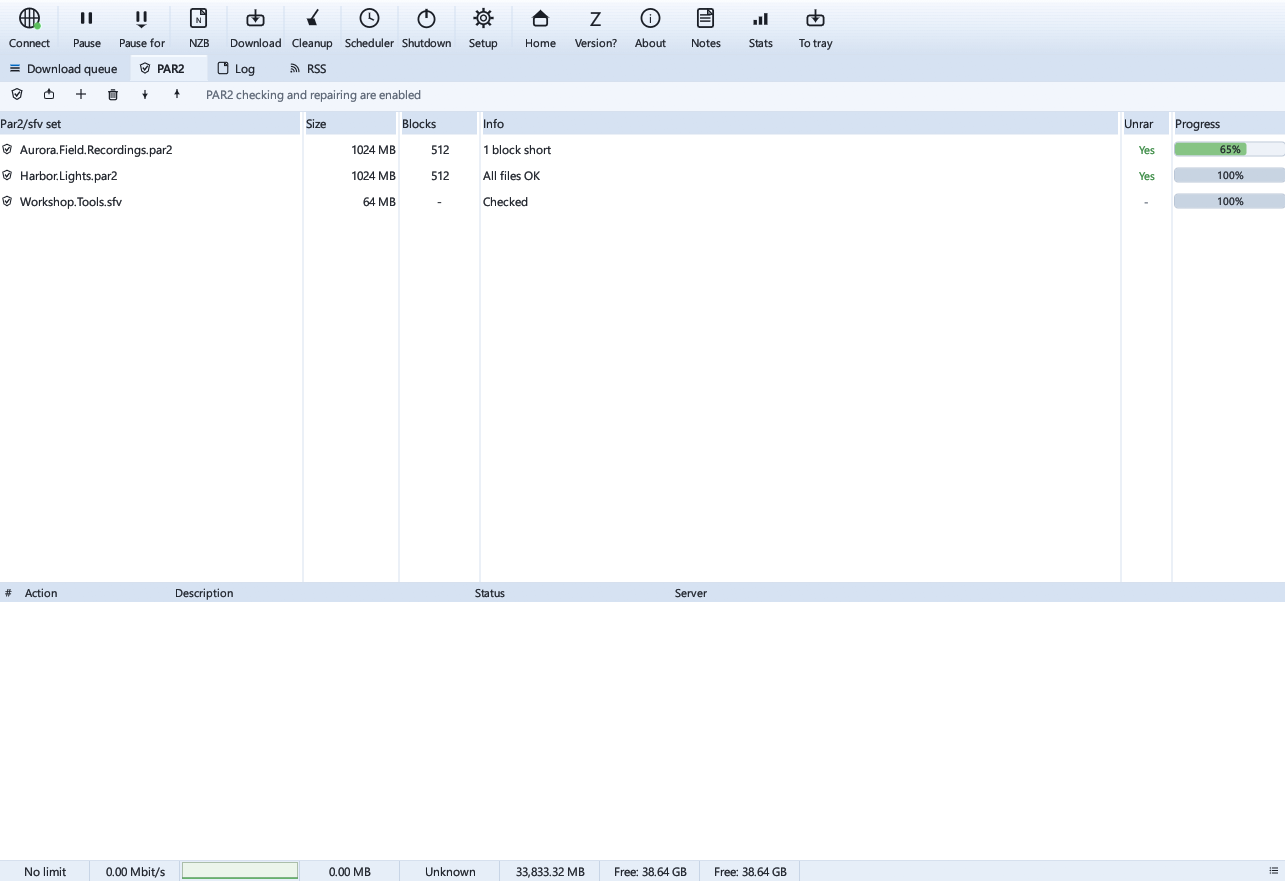 Connect Pause Pause for NZB Download Cleanup Scheduler Shutdown Setup Home Version? About Notes Stats To tray
Download queue PAR2 Log RSS
PAR2 checking and repairing are enabled
Par2/sfv set Size Blocks Info Unrar Progress
Aurora.Field.Recordings.par2 1024 MB 512 1 block short Yes 65%
Harbor.Lights.par2 1024 MB 512 All files OK Yes 100%
Workshop.Tools.sfv 64 MB - Checked - 100%
# Action Description Status Server
No limit 0.00 Mbit/s 0.00 MB Unknown 33,833.32 MB Free: 38.64 GB Free: 38.64 GB